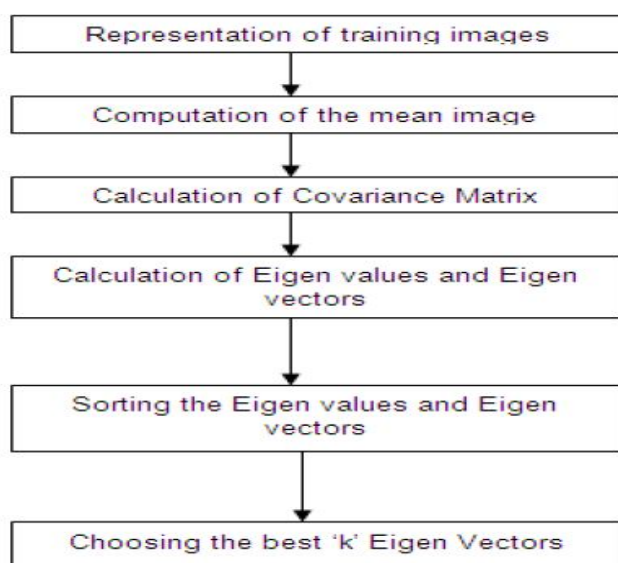 Representation of training images
Computation of the mean image
Calculation of Covariance Matrix
Calculation of Eigen values and Eigen
vectors
Sorting the Eigen values and Eigen
vectors
Choosing the best ‘k’ Eigen Vectors